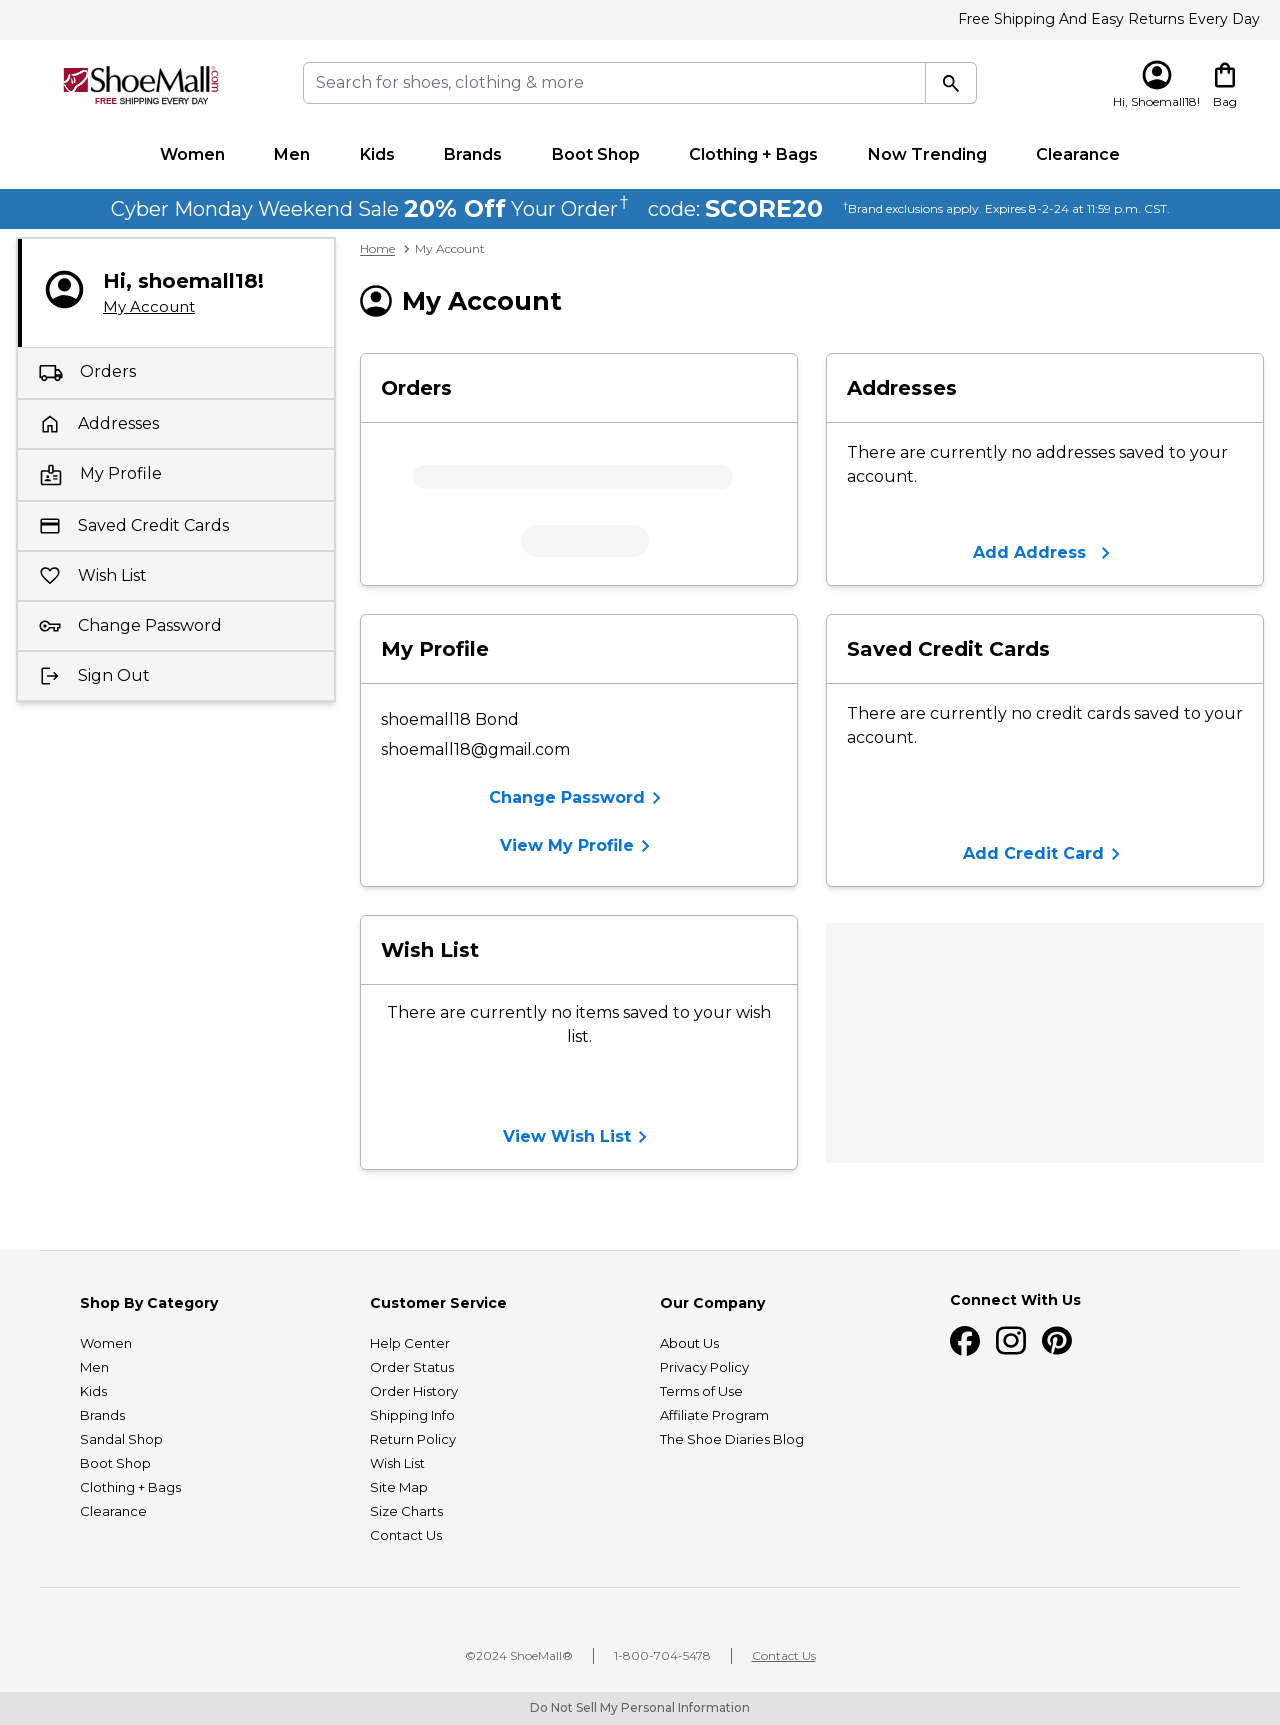 Free Shipping And Easy Returns Every Day
ShoeMall.com
FREE SHIPPING EVERY DAY
Search for shoes, clothing & more
Hi, Shoemall18!
Bag
Women Men Kids Brands Boot Shop Clothing + Bags Now Trending Clearance
Cyber Monday Weekend Sale 20% Off Your Order† code: SCORE20 †Brand exclusions apply. Expires 8-2-24 at 11:59 p.m. CST.
Home > My Account
Hi, shoemall18!
My Account
Orders
Addresses
My Profile
Saved Credit Cards
Wish List
Change Password
Sign Out
My Account
Orders
Addresses
There are currently no addresses saved to your
account.
Add Address
My Profile
shoemall18 Bond
shoemall18@gmail.com
Change Password
View My Profile
Saved Credit Cards
There are currently no credit cards saved to your
account.
Add Credit Card
Wish List
There are currently no items saved to your wish
list.
View Wish List
Shop By Category
Women
Men
Kids
Brands
Sandal Shop
Boot Shop
Clothing + Bags
Clearance
Customer Service
Help Center
Order Status
Order History
Shipping Info
Return Policy
Wish List
Site Map
Size Charts
Contact Us
Our Company
About Us
Privacy Policy
Terms of Use
Affiliate Program
The Shoe Diaries Blog
Connect With Us
©2024 ShoeMall® 1-800-704-5478 Contact Us
Do Not Sell My Personal Information